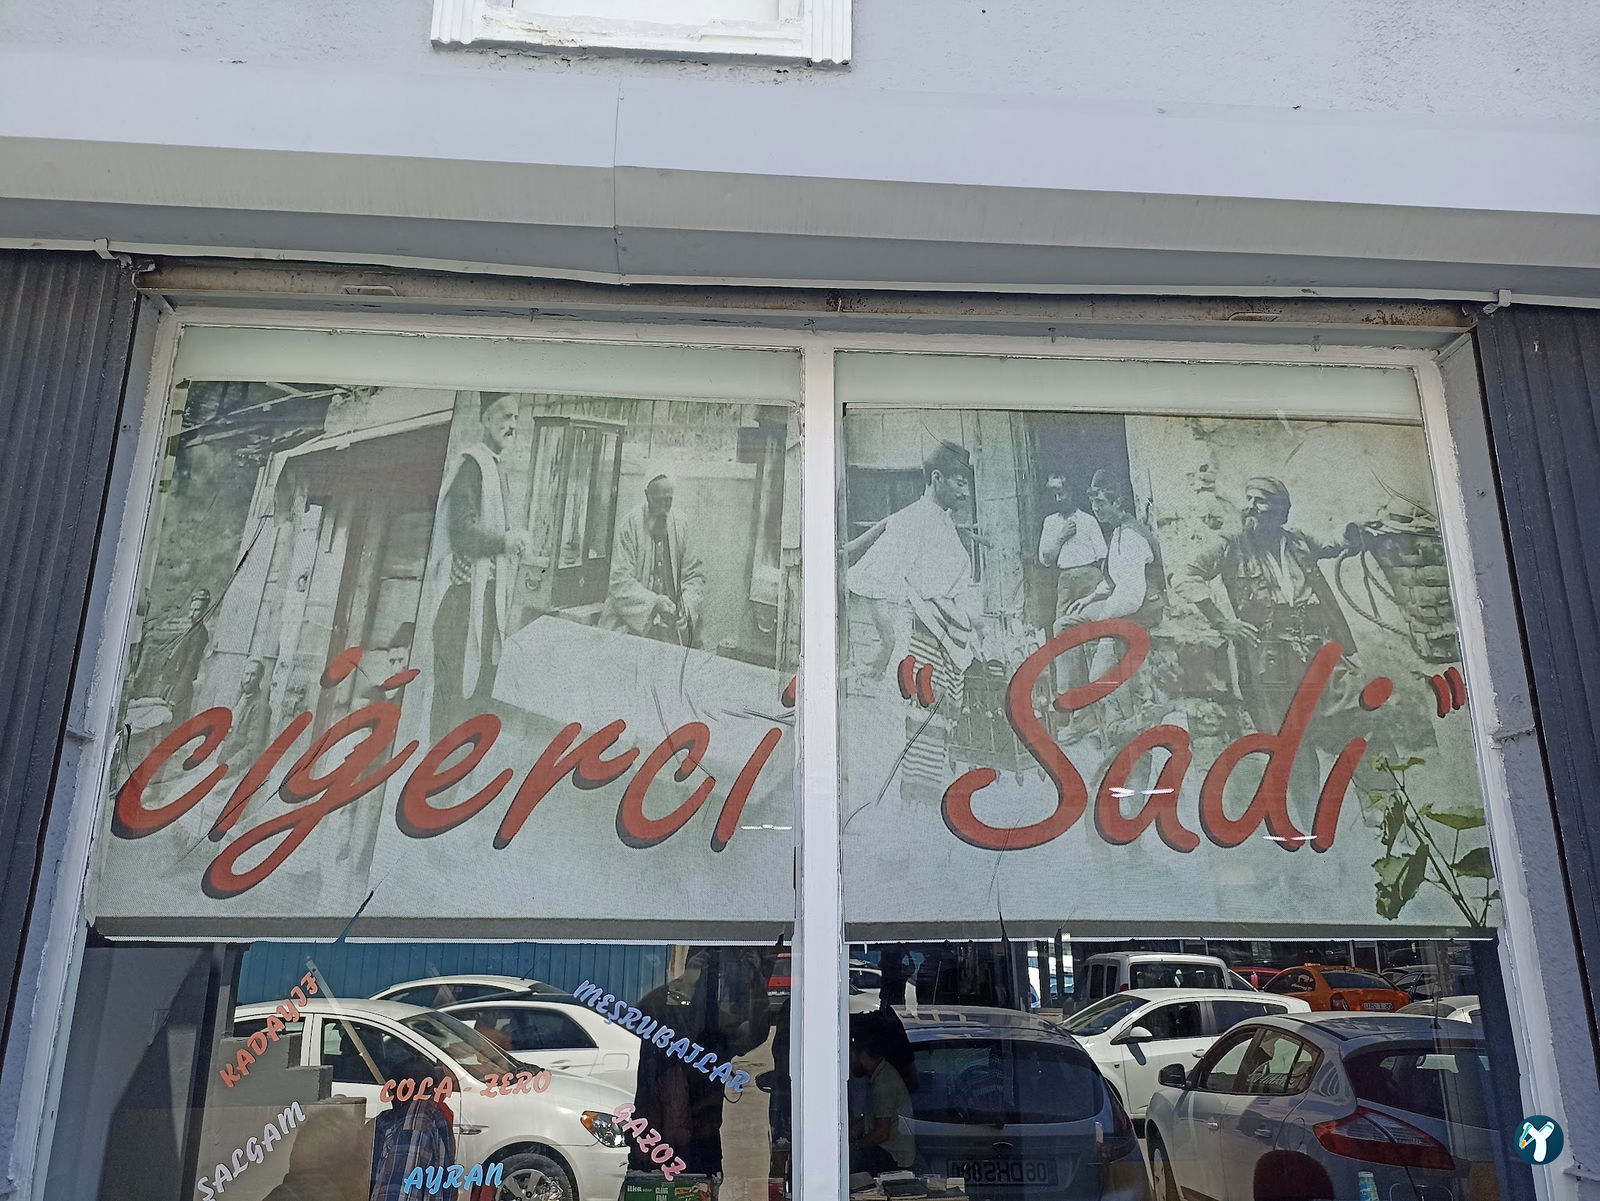 ciğerci "Sadi"
KADAYIF
MEŞRUBATLAR
COLA - ZERO
ŞALGAM
GAZOZ
AYRAN